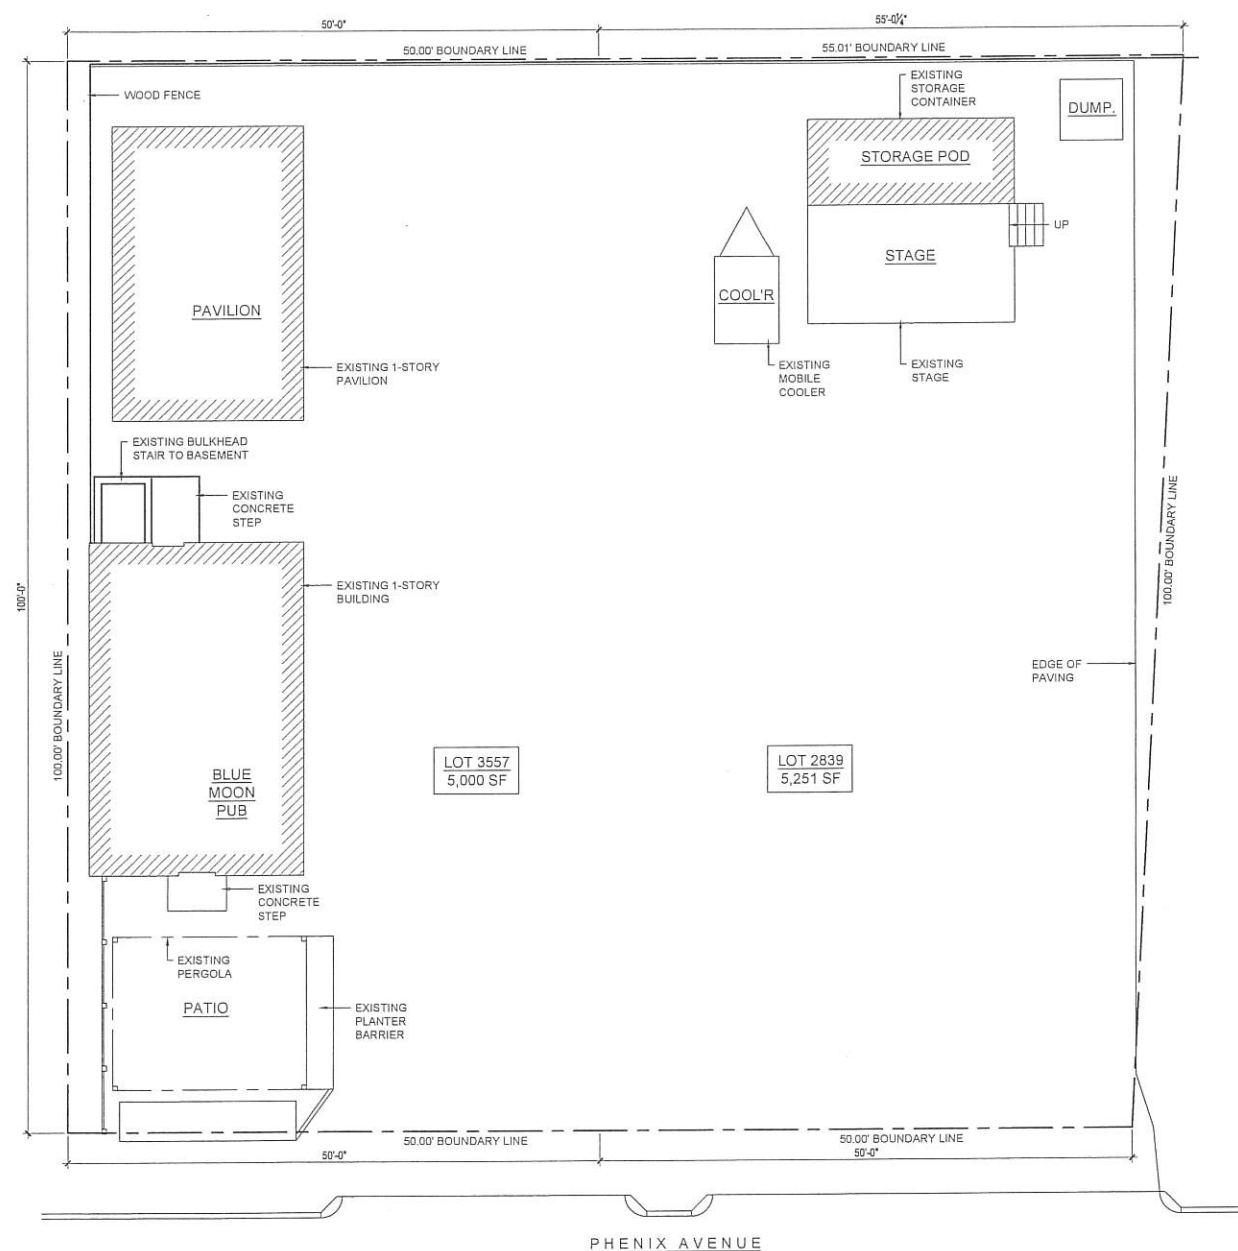 50'-0"
55'-0¼"
50.00' BOUNDARY LINE
55.01' BOUNDARY LINE
WOOD FENCE
EXISTING
STORAGE
CONTAINER
DUMP.
STORAGE POD
UP
STAGE
COOL'R
PAVILION
EXISTING 1-STORY
PAVILION
EXISTING
MOBILE
COOLER
EXISTING
STAGE
EXISTING BULKHEAD
STAIR TO BASEMENT
EXISTING
CONCRETE
STEP
100.00' BOUNDARY LINE
100'-0"
EXISTING 1-STORY
BUILDING
100.00' BOUNDARY LINE
EDGE OF
PAVING
LOT 3557
5,000 SF
LOT 2839
5,251 SF
BLUE
MOON
PUB
EXISTING
CONCRETE
STEP
EXISTING
PERGOLA
PATIO
EXISTING
PLANTER
BARRIER
50.00' BOUNDARY LINE
50.00' BOUNDARY LINE
50'-0"
50'-0"
PHENIX AVENUE